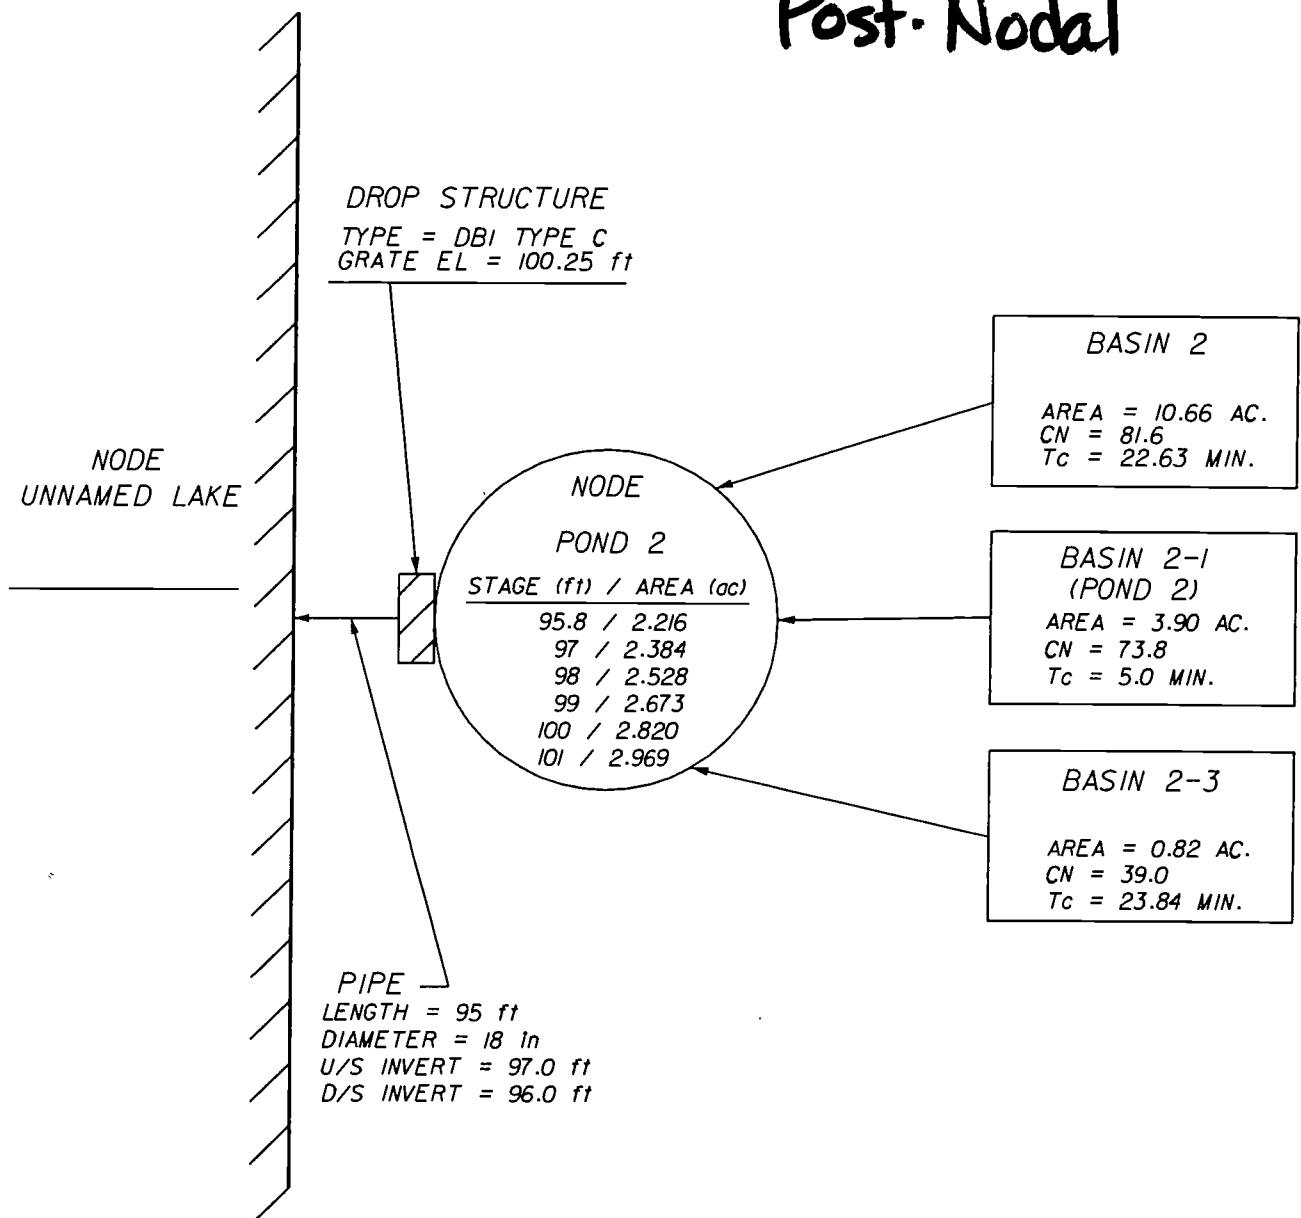 Post-Nodal
DROP STRUCTURE
TYPE = DBI TYPE C
GRATE EL = 100.25 ft
NODE
UNNAMED LAKE
NODE
POND 2
STAGE (ft) / AREA (ac)
95.8 / 2.216
97 / 2.384
98 / 2.528
99 / 2.673
100 / 2.820
101 / 2.969
BASIN 2
AREA = 10.66 AC.
CN = 81.6
Tc = 22.63 MIN.
BASIN 2-1
(POND 2)
AREA = 3.90 AC.
CN = 73.8
Tc = 5.0 MIN.
BASIN 2-3
AREA = 0.82 AC.
CN = 39.0
Tc = 23.84 MIN.
PIPE
LENGTH = 95 ft
DIAMETER = 18 in
U/S INVERT = 97.0 ft
D/S INVERT = 96.0 ft